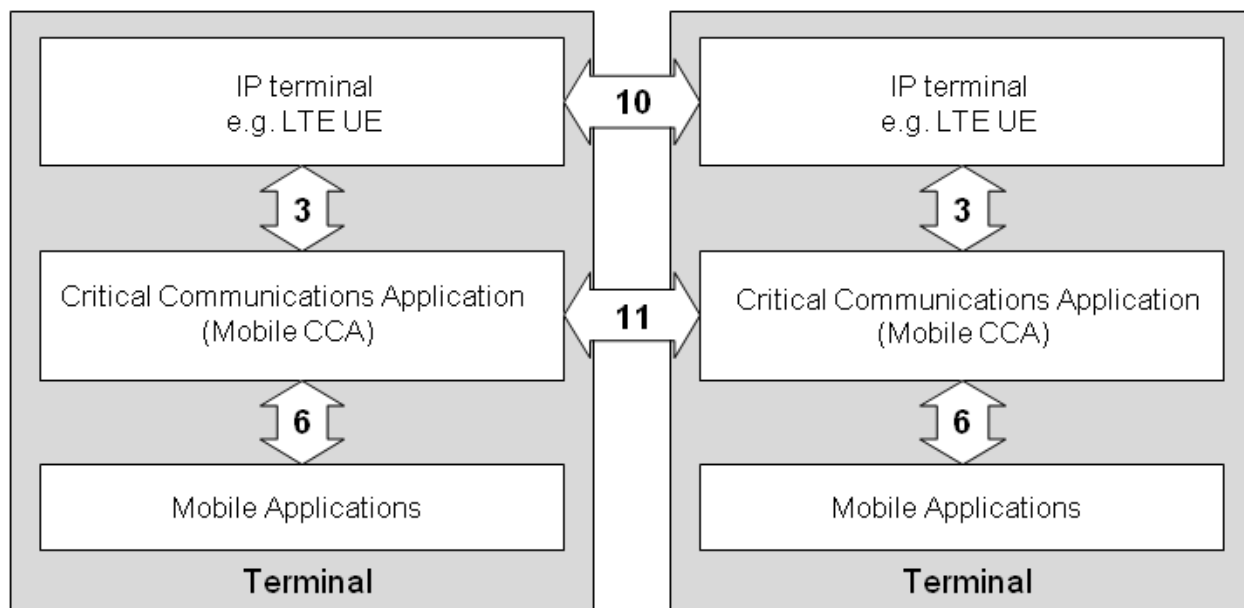 IP terminal
e.g. LTE UE
3
Critical Communications Application
(Mobile CCA)
6
Mobile Applications
Terminal
10
11
IP terminal
e.g. LTE UE
3
Critical Communications Application
(Mobile CCA)
6
Mobile Applications
Terminal